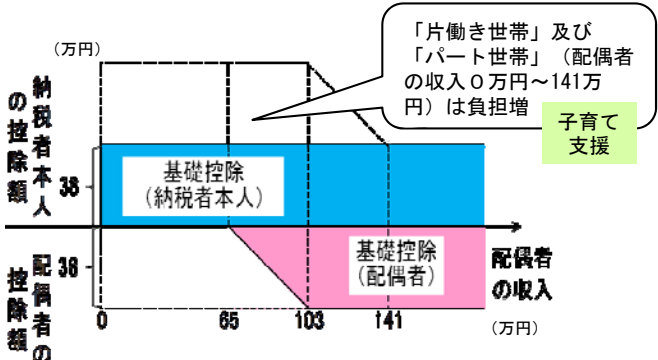 (万円)
「片働き世帯」及び
「パート世帯」(配偶者
の収入0万円~141万
円)は負担増
子育て
支援
納税者本人
の控除額
38
基礎控除
(納税者本人)
38
基礎控除
(配偶者)
配偶者
の収入
配偶者の
控除額
0
65
103
141
(万円)